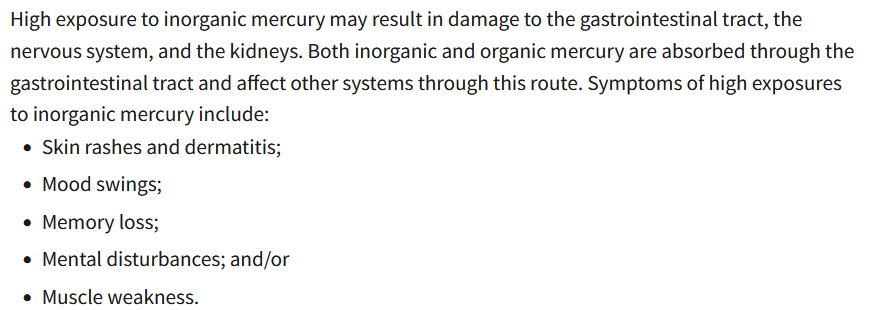 High exposure to inorganic mercury may result in damage to the gastrointestinal tract, the
nervous system, and the kidneys. Both inorganic and organic mercury are absorbed through the
gastrointestinal tract and affect other systems through this route. Symptoms of high exposures
to inorganic mercury include:
• Skin rashes and dermatitis;
• Mood swings;
• Memory loss;
• Mental disturbances; and/or
• Muscle weakness.